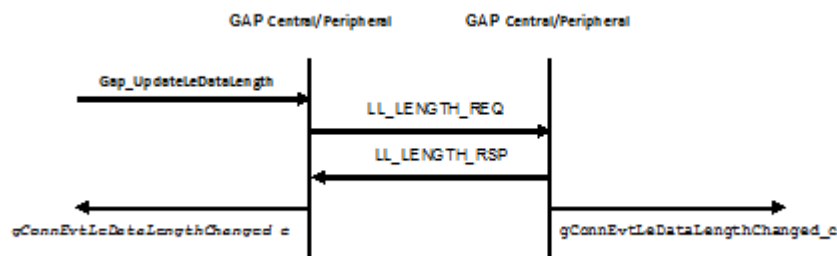 GAP Central/Peripheral GAP Central/Peripheral
Gap_UpdateLeDataLength
LL_LENGTH_REQ
LL_LENGTH_RSP
gConnEvtLeDataLengthChanged_c gConnEvtLeDataLengthChanged_c